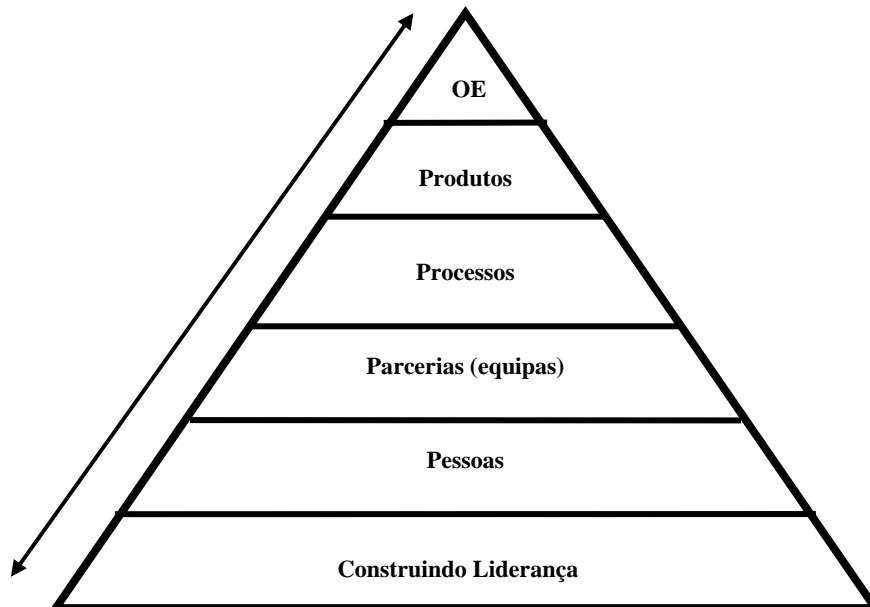 OE
Produtos
Processos
Parcerias (equipas)
Pessoas
Construindo Liderança